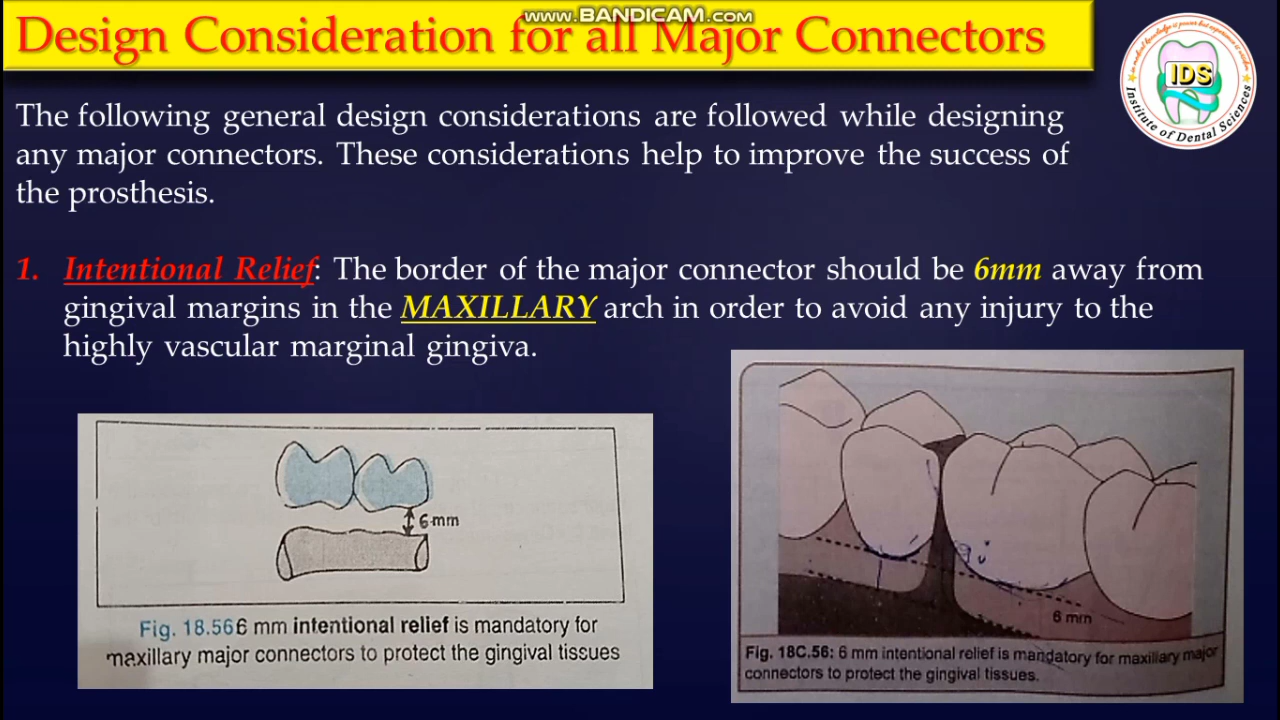 www.BANDICAM.com
Design Consideration for all Major Connectors
IDS
Institute of Dental Sciences
The following general design considerations are followed while designing
any major connectors. These considerations help to improve the success of
the prosthesis.
1. Intentional Relief: The border of the major connector should be 6mm away from
gingival margins in the MAXILLARY arch in order to avoid any injury to the
highly vascular marginal gingiva.
6 mm
Fig. 18.56 6 mm intentional relief is mandatory for
maxillary major connectors to protect the gingival tissues
6 mm
Fig. 18C.56: 6 mm intentional relief is mandatory for maxillary major
connectors to protect the gingival tissues.